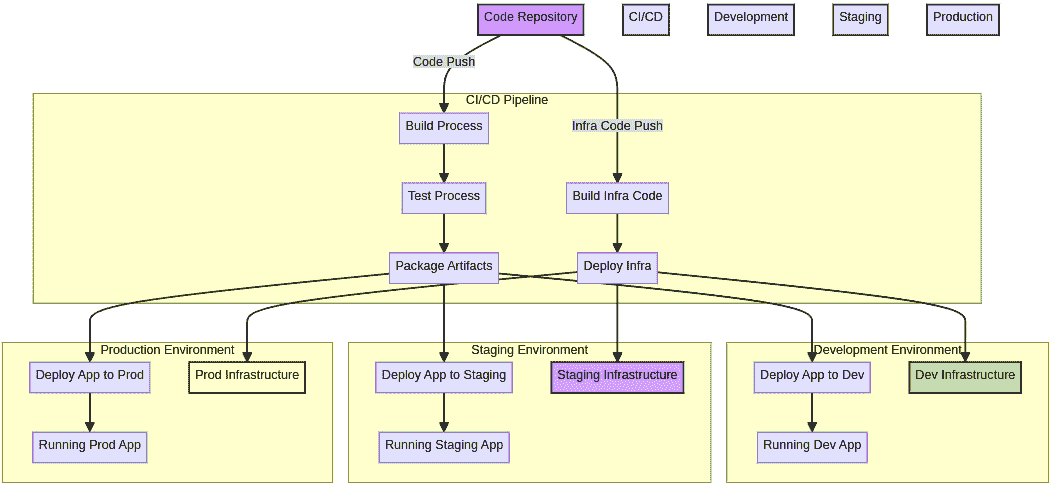 Code Repository
CI/CD
Development
Staging
Production
Code Push
CI/CD Pipeline
Build Process
Infra Code Push
Test Process
Build Infra Code
Package Artifacts
Deploy Infra
Production Environment
Staging Environment
Development Environment
Deploy App to Prod
Prod Infrastructure
Deploy App to Staging
Staging Infrastructure
Deploy App to Dev
Dev Infrastructure
Running Prod App
Running Staging App
Running Dev App